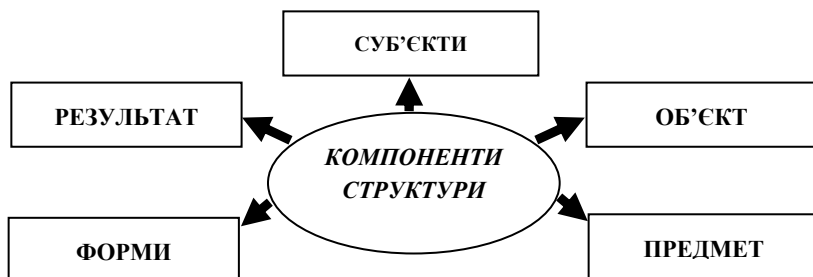 СУБ’ЄКТИ
РЕЗУЛЬТАТ
ОБ’ЄКТ
КОМПОНЕНТИ
СТРУКТУРИ
ФОРМИ
ПРЕДМЕТ